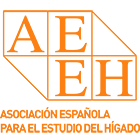 AE
EH
ASOCIACIÓN ESPAÑOLA
PARA EL ESTUDIO DEL HÍGADO